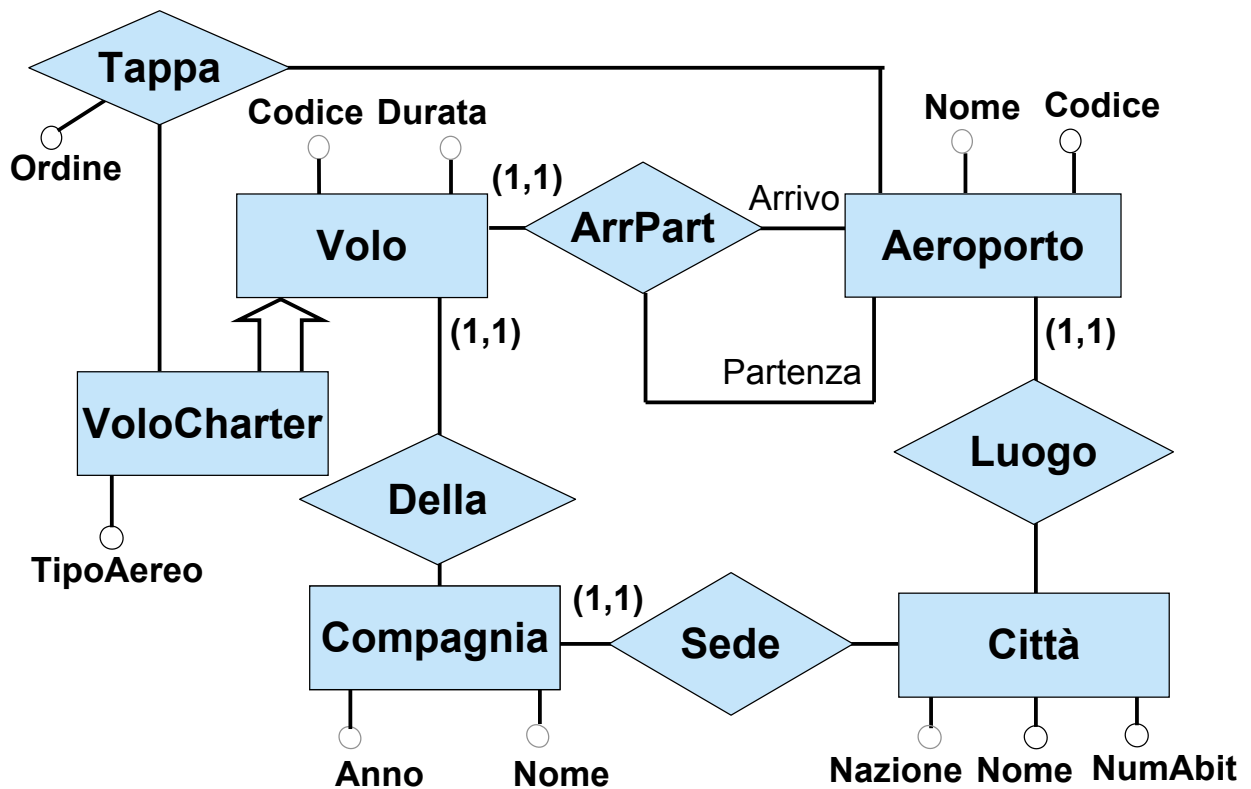 Tappa
Ordine
Codice Durata
Nome Codice
(1,1)
Volo
ArrPart
Arrivo
Aeroporto
(1,1)
Partenza
(1,1)
VoloCharter
Luogo
Della
TipoAereo
Compagnia
(1,1)
Sede
Città
Anno Nome
Nazione Nome NumAbit